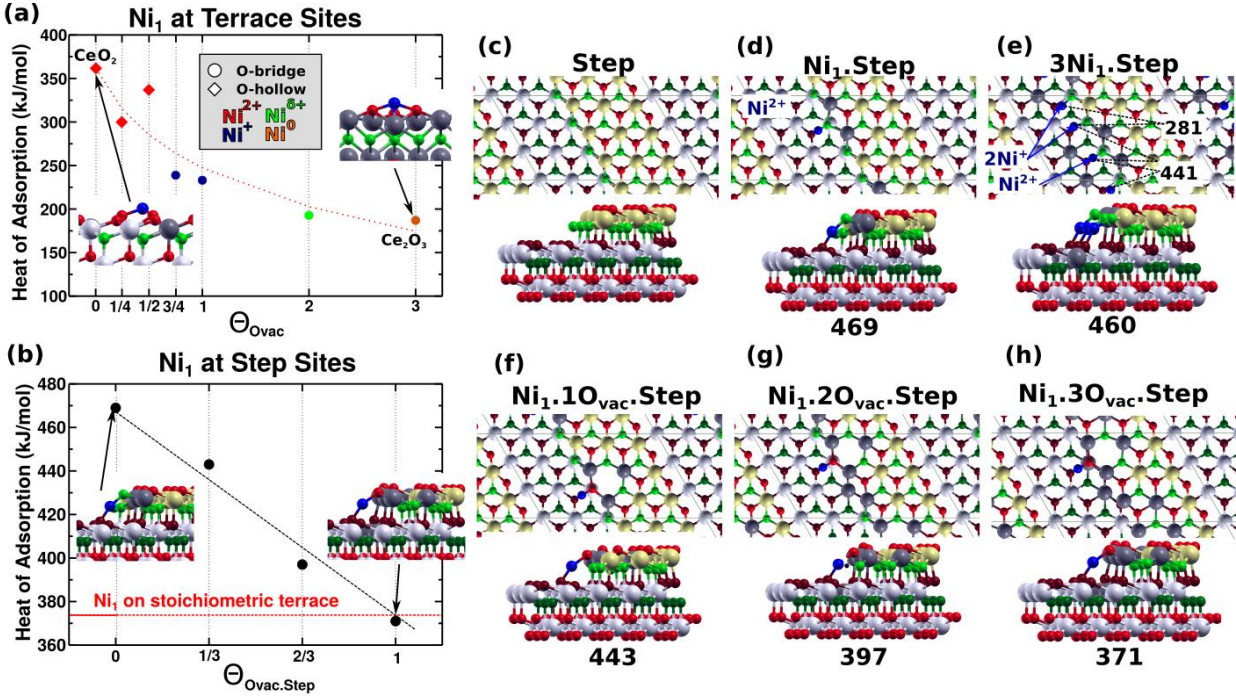 (a)
Ni1 at Terrace Sites
Heat of Adsorption (kJ/mol)
400
350
300
250
200
150
100
CeO2
O-bridge
O-hollow
Ni2+ Niδ+
Ni+ Ni0
Ce2O3
0 1/4 1/2 3/4 1 2 3
ΘOvac
(b)
Ni1 at Step Sites
Heat of Adsorption (kJ/mol)
480
460
440
420
400
380
360
Ni1 on stoichiometric terrace
0 1/3 2/3 1
ΘOvac.Step
(c)
Step
(d)
Ni1.Step
Ni2+
469
(e)
3Ni1.Step
281
2Ni+
Ni2+
441
460
(f)
Ni1.1Ovac.Step
443
(g)
Ni1.2Ovac.Step
397
(h)
Ni1.3Ovac.Step
371